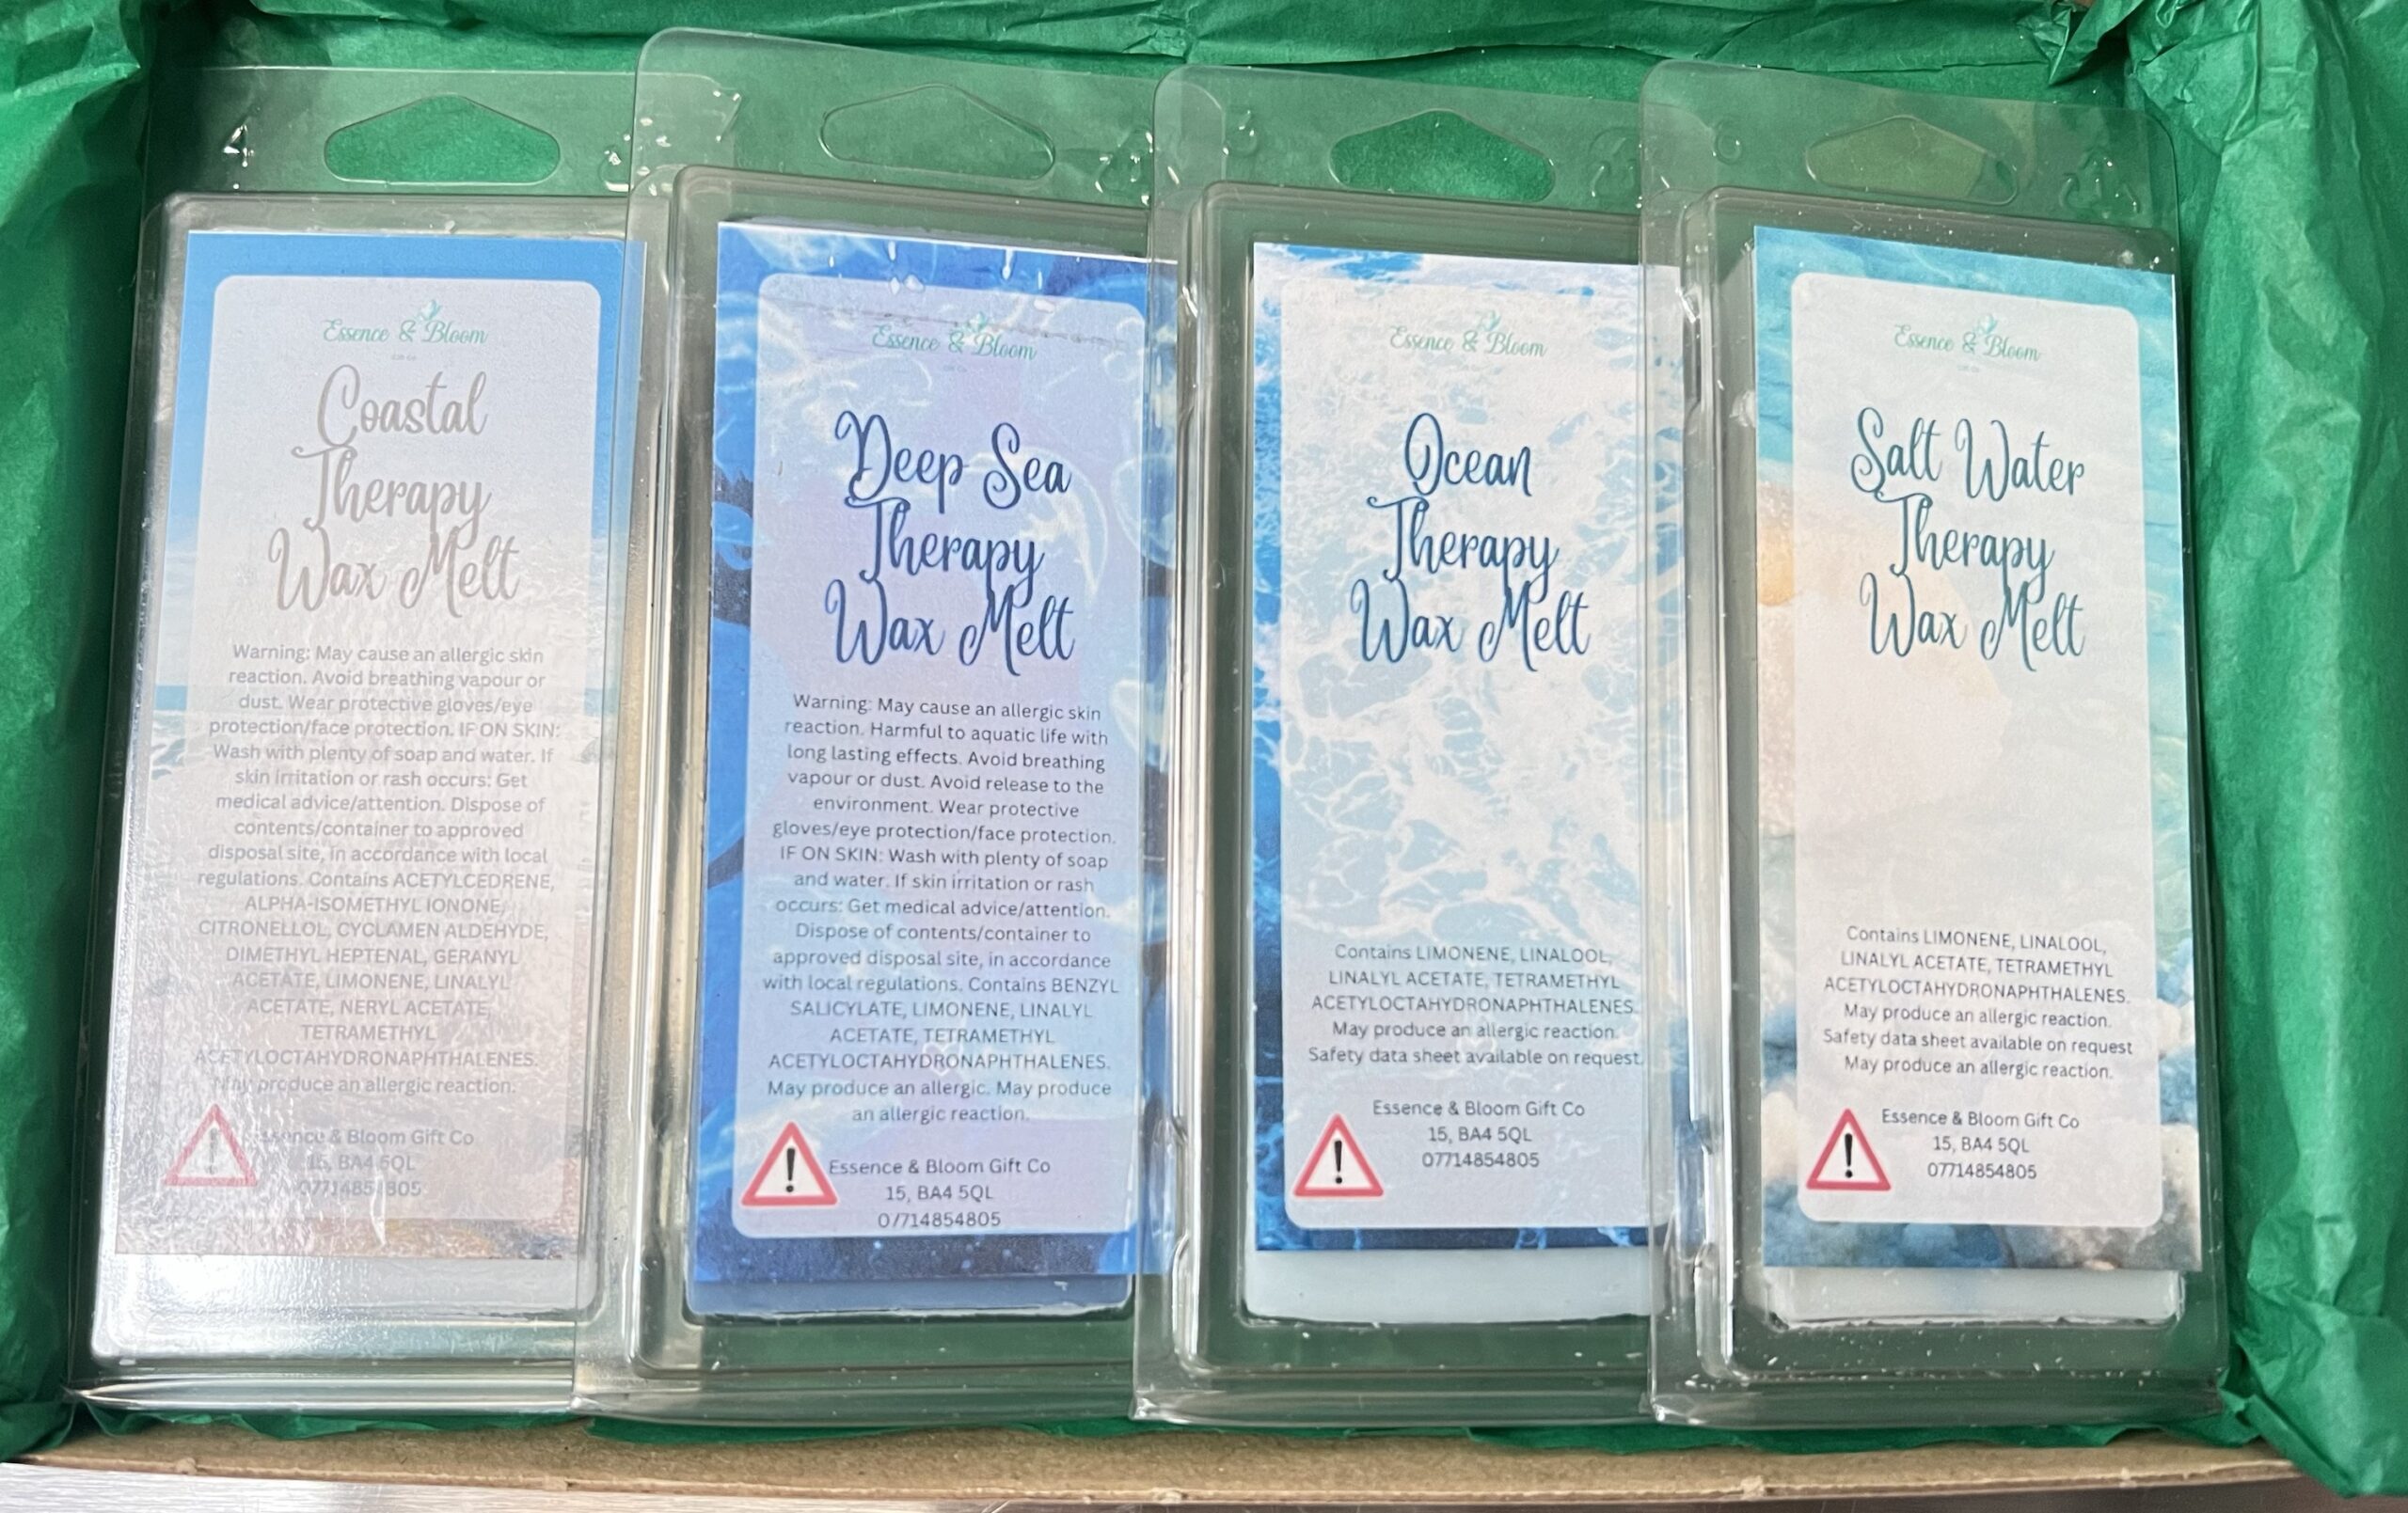 Essence & Bloom
Coastal
Therapy
Wax Melt
Warning: May cause an allergic skin
reaction. Avoid breathing vapour or
dust. Wear protective gloves/eye
protection/face protection. IF ON SKIN:
Wash with plenty of soap and water. If
skin irritation or rash occurs: Get
medical advice/attention. Dispose of
contents/container to approved
disposal site, in accordance with local
regulations. Contains ACETYLCEDRENE,
ALPHA-ISOMETHYL IONONE,
CITRONELLOL, CYCLAMEN ALDEHYDE,
DIMETHYL HEPTENAL, GERANYL
ACETATE, LIMONENE, LINALYL
ACETATE, NERYL ACETATE,
TETRAMETHYL
ACETYLOCTAHYDRONAPHTHALENES.
May produce an allergic reaction.
Essence & Bloom Gift Co
15, BA4 5QL
07714854805
Essence & Bloom
Deep Sea
Therapy
Wax Melt
Warning: May cause an allergic skin
reaction. Harmful to aquatic life with
long lasting effects. Avoid breathing
vapour or dust. Avoid release to the
environment. Wear protective
gloves/eye protection/face protection.
IF ON SKIN: Wash with plenty of soap
and water. If skin irritation or rash
occurs: Get medical advice/attention.
Dispose of contents/container to
approved disposal site, in accordance
with local regulations. Contains BENZYL
SALICYLATE, LIMONENE, LINALYL
ACETATE, TETRAMETHYL
ACETYLOCTAHYDRONAPHTHALENES.
May produce an allergic. May produce
an allergic reaction.
Essence & Bloom Gift Co
15, BA4 5QL
07714854805
Essence & Bloom
Ocean
Therapy
Wax Melt
Contains LIMONENE, LINALOOL,
LINALYL ACETATE, TETRAMETHYL
ACETYLOCTAHYDRONAPHTHALENES.
May produce an allergic reaction.
Safety data sheet available on request.
Essence & Bloom Gift Co
15, BA4 5QL
07714854805
Essence & Bloom
Salt Water
Therapy
Wax Melt
Contains LIMONENE, LINALOOL,
LINALYL ACETATE, TETRAMETHYL
ACETYLOCTAHYDRONAPHTHALENES.
May produce an allergic reaction.
Safety data sheet available on request
May produce an allergic reaction.
Essence & Bloom Gift Co
15, BA4 5QL
07714854805